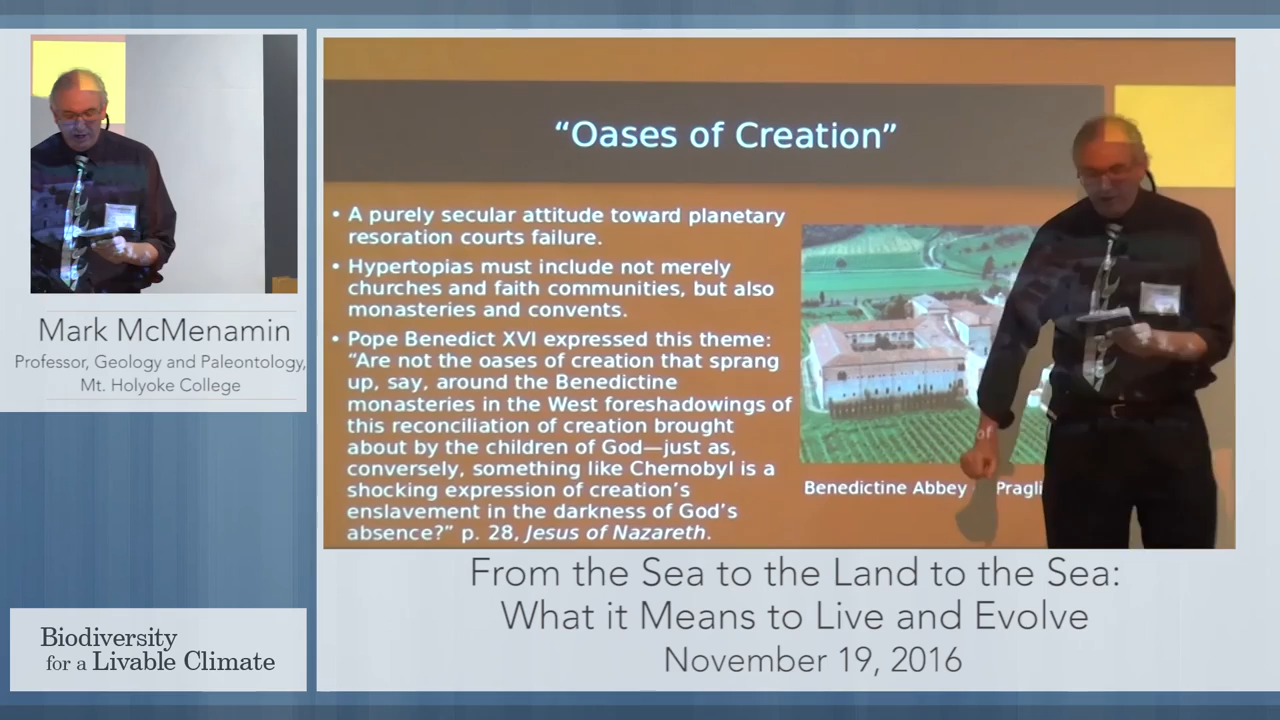 Mark McMenamin
Professor, Geology and Paleontology,
Mt. Holyoke College
Biodiversity
for a Livable Climate
“Oases of Creation”
• A purely secular attitude toward planetary
resoration courts failure.
• Hypertopias must include not merely
churches and faith communities, but also
monasteries and convents.
• Pope Benedict XVI expressed this theme:
“Are not the oases of creation that sprang
up, say, around the Benedictine
monasteries in the West foreshadowings of
this reconciliation of creation brought
about by the children of God—just as,
conversely, something like Chernobyl is a
shocking expression of creation’s
enslavement in the darkness of God’s
absence?” p. 28, Jesus of Nazareth.
Benedictine Abbey of
From the Sea to the Land to the Sea:
What it Means to Live and Evolve
November 19, 2016